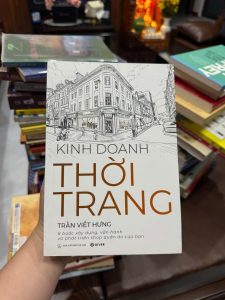 KINH DOANH
THỜI
TRANG
TRẦN VIẾT HƯNG
8 bước xây dựng, vận hành
và phát triển shop quần áo của bạn